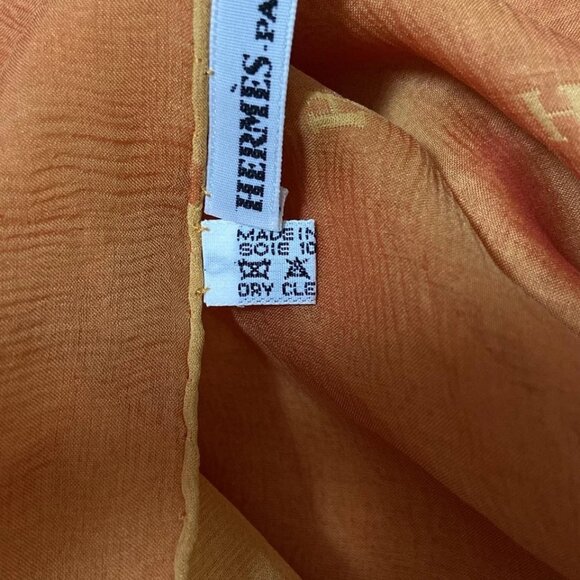 HERMÈS-PA
H
H
MADE IN
SOIE 10
DRY CLE